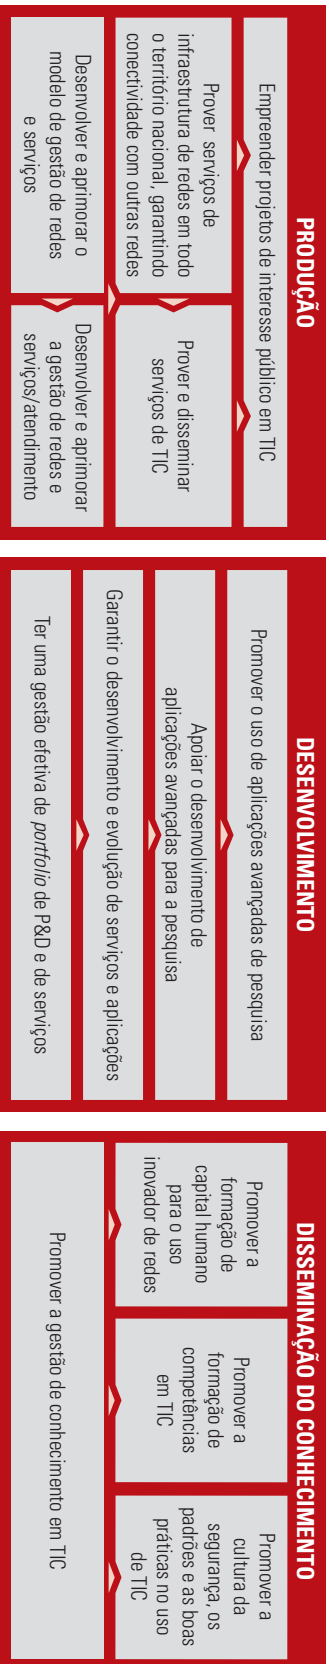 PRODUÇÃO
Empreender projetos de interesse público em TIC
Prover serviços de
infraestrutura de redes em todo
o território nacional, garantindo
conectividade com outras redes
Prover e disseminar
serviços de TIC
Desenvolver e aprimorar o
modelo de gestão de redes
e serviços
Desenvolver e aprimorar
a gestão de redes e
serviços/atendimento
DESENVOLVIMENTO
Promover o uso de aplicações avançadas de pesquisa
Apoiar o desenvolvimento de
aplicações avançadas para a pesquisa
Garantir o desenvolvimento e evolução de serviços e aplicações
Ter uma gestão efetiva de portfolio de P&D e de serviços
DISSEMINAÇÃO DO CONHECIMENTO
Promover a
formação de
capital humano
para o uso
inovador de redes
Promover a
formação de
competências
em TIC
Promover a
cultura da
segurança, os
padrões e as boas
práticas no uso
de TIC
Promover a gestão de conhecimento em TIC